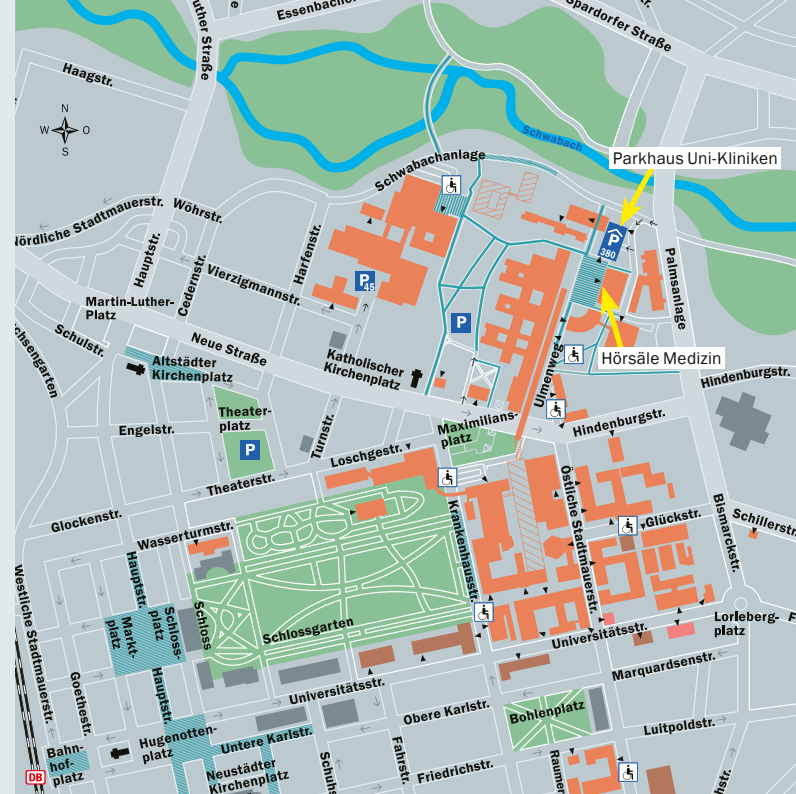 Essenbacher
Spardorfer Straße
uther Straße
Haagstr.
N
W
O
S
Schwabach
Parkhaus Uni-Kliniken
Schwabachanlage
Nördliche Stadtmauerstr.
Wöhrstr.
Hauptstr.
Cedernstr.
Harfenstr.
Vierzigmannstr.
P
45
P
380
P
Palmsanlage
Martin-Luther-
Platz
Schulstr.
chsengarten
Neue Straße
Altstädter
Kirchenplatz
Katholischer
Kirchenplatz
Ulmenweg
Hörsäle Medizin
Hindenburgstr.
Theater-
platz
P
Engelstr.
Turnstr.
Loschgestr.
Maximilians-
platz
Hindenburgstr.
Theaterstr.
Glockenstr.
Wasserturmstr.
Krankenhausstr.
Östliche Stadtmauerstr.
Glückstr.
Bismarckstr.
Schillerstr.
Westliche Stadtmauerstr.
Hauptstr.
Markt-
platz
Schloss-
platz
Schloss
Schlossgarten
Lorleberg-
platz
Universitätsstr.
Marquardsenstr.
Goethestr.
Hauptstr.
Universitätsstr.
Obere Karlstr.
Bohlenplatz
Luitpoldstr.
Hugenotten-
platz
Untere Karlstr.
Bahn-
hof-
platz
DB
Neustädter
Kirchenplatz
Schuhs
Fahrstr.
Friedrichstr.
Raumer
hstr.